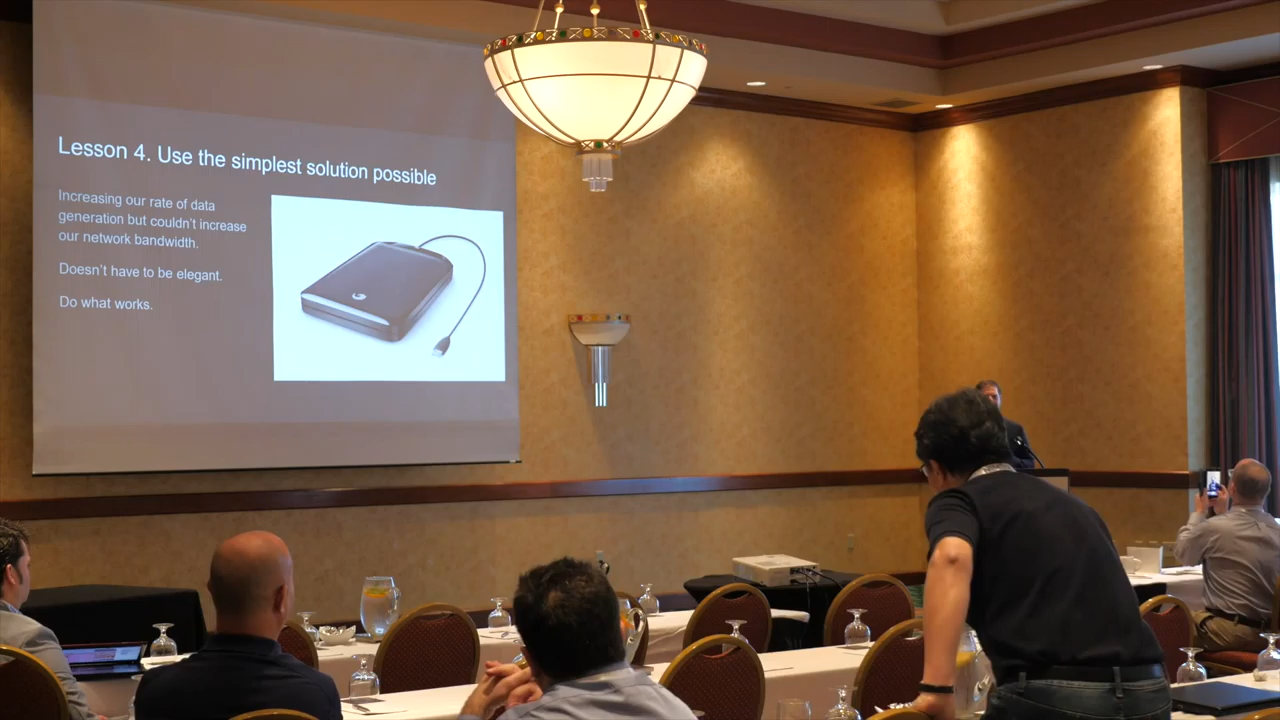 Lesson 4. Use the simplest solution possible
Increasing our rate of data
generation but couldn't increase
our network bandwidth.
Doesn't have to be elegant.
Do what works.